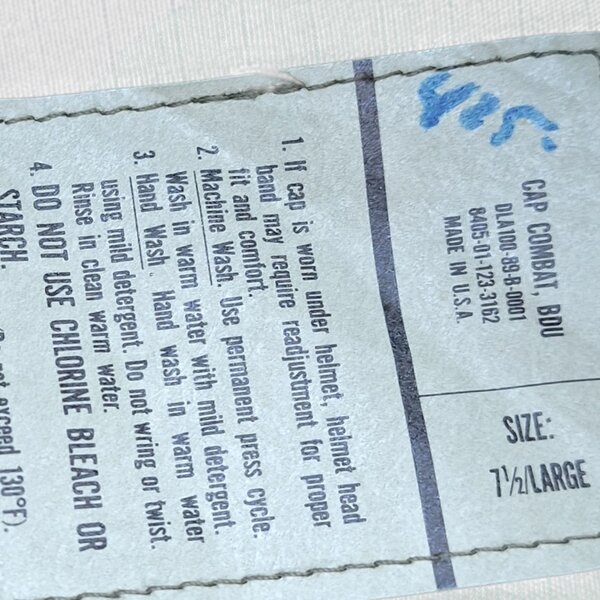 CAP COMBAT, BDU
DLA100-89-B-0001
8405-01-123-3162
MADE IN U.S.A.
SIZE:
7½/LARGE
1. If cap is worn under helmet, helmet head
band may require readjustment for proper
fit and comfort.
2. Machine Wash. Use permanent press cycle.
Wash in warm water with mild detergent.
3. Hand Wash. Hand wash in warm water
using mild detergent. Do not wring or twist.
Rinse in clean warm water.
4. DO NOT USE CHLORINE BLEACH OR
STARCH.
exceed 130°F).